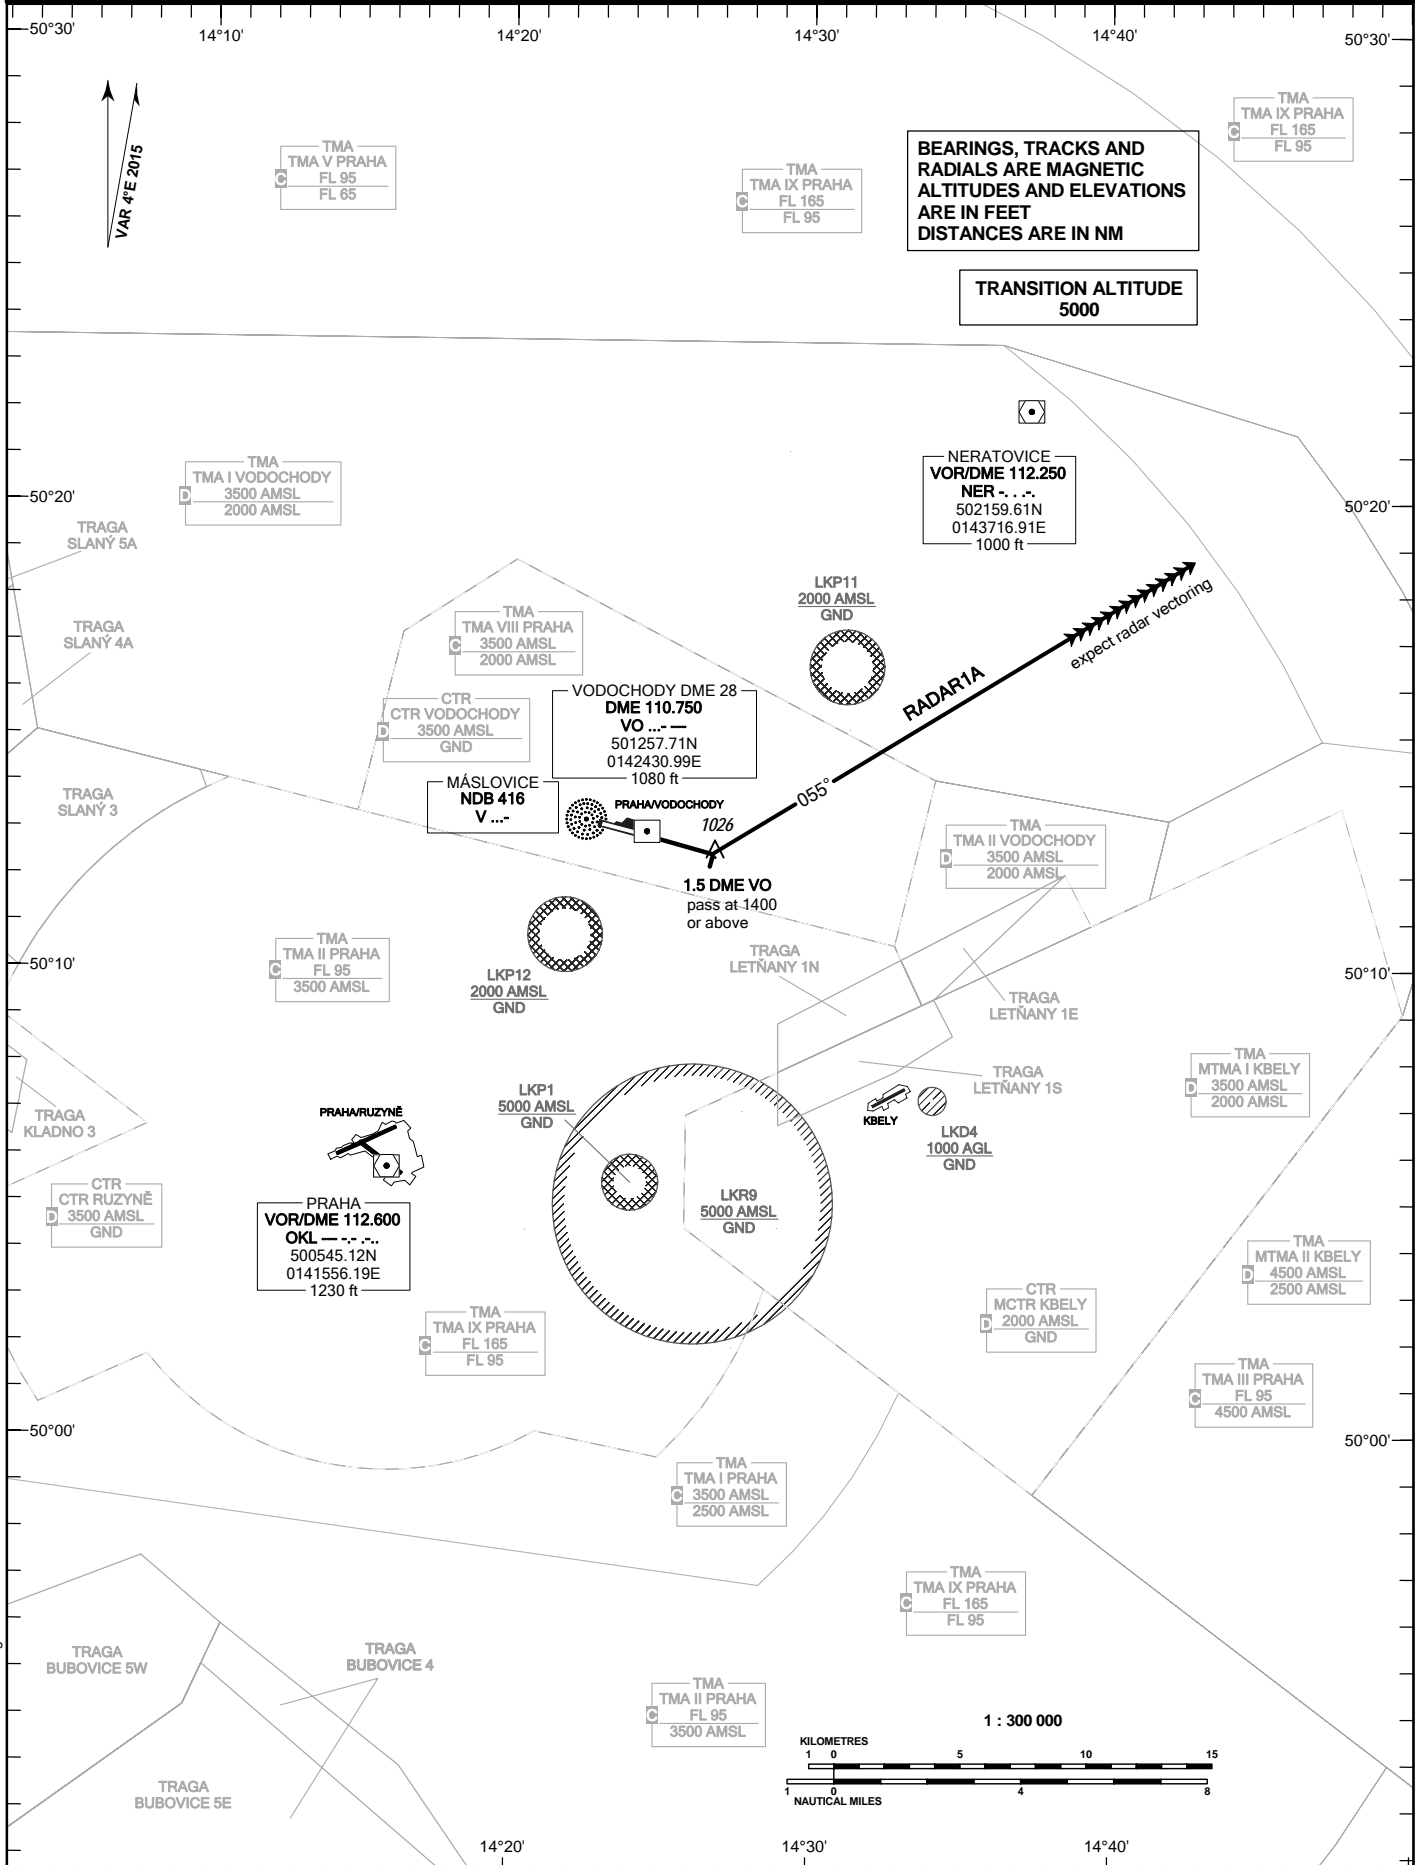 50°30'
14°10'
14°20'
14°30'
14°40'
50°30'
VAR 4°E 2015
TMA
TMA V PRAHA
C
FL 95
FL 65
TMA
TMA IX PRAHA
C
FL 165
FL 95
BEARINGS, TRACKS AND
RADIALS ARE MAGNETIC
ALTITUDES AND ELEVATIONS
ARE IN FEET
DISTANCES ARE IN NM
TMA
TMA IX PRAHA
C
FL 165
FL 95
TRANSITION ALTITUDE
5000
NERATOVICE
VOR/DME 112.250
NER -. . .-.
502159.61N
0143716.91E
1000 ft
50°20'
TMA
TMA I VODOCHODY
D
3500 AMSL
2000 AMSL
50°20'
TRAGA
SLANÝ 5A
TRAGA
SLANÝ 4A
TMA
TMA VIII PRAHA
C
3500 AMSL
2000 AMSL
LKP11
2000 AMSL
GND
expect radar vectoring
RADAR1A
055°
CTR
CTR VODOCHODY
D
3500 AMSL
GND
VODOCHODY DME 28
DME 110.750
VO ...- ---
501257.71N
0142430.99E
1080 ft
MÁSLOVICE
NDB 416
V ...-
PRAHA/VODOCHODY
1026
TRAGA
SLANÝ 3
1.5 DME VO
pass at 1400
or above
TMA
TMA II VODOCHODY
D
3500 AMSL
2000 AMSL
50°10'
TMA
TMA II PRAHA
C
FL 95
3500 AMSL
LKP12
2000 AMSL
GND
TRAGA
LETŇANY 1N
50°10'
TRAGA
LETŇANY 1E
TRAGA
LETŇANY 1S
TMA
MTMA I KBELY
D
3500 AMSL
2000 AMSL
TRAGA
KLADNO 3
PRAHA/RUZYNĚ
LKP1
5000 AMSL
GND
KBELY
LKD4
1000 AGL
GND
CTR
CTR RUZYNĚ
D
3500 AMSL
GND
PRAHA
VOR/DME 112.600
OKL --- -.- .-..
500545.12N
0141556.19E
1230 ft
LKR9
5000 AMSL
GND
TMA
MTMA II KBELY
D
4500 AMSL
2500 AMSL
TMA
TMA IX PRAHA
C
FL 165
FL 95
CTR
MCTR KBELY
D
2000 AMSL
GND
TMA
TMA III PRAHA
C
FL 95
4500 AMSL
50°00'
50°00'
TMA
TMA I PRAHA
C
3500 AMSL
2500 AMSL
TMA
TMA IX PRAHA
C
FL 165
FL 95
TRAGA
BUBOVICE 5W
TRAGA
BUBOVICE 4
TMA
TMA II PRAHA
C
FL 95
3500 AMSL
TRAGA
BUBOVICE 5E
1 : 300 000
KILOMETRES
1 0 5 10 15
1 0 4 8
NAUTICAL MILES
14°20'
14°30'
14°40'